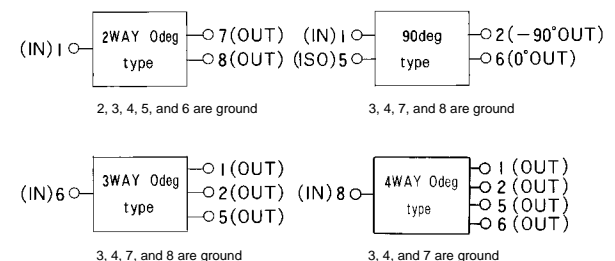 2WAY 0deg
type
(IN) 1
7 (OUT)
8 (OUT)
2, 3, 4, 5, and 6 are ground
90deg
type
(IN) 1
(ISO) 5
2 (−90°OUT)
6 (0°OUT)
3, 4, 7, and 8 are ground
3WAY 0deg
type
(IN) 6
1 (OUT)
2 (OUT)
5 (OUT)
3, 4, 7, and 8 are ground
4WAY 0deg
type
(IN) 8
1 (OUT)
2 (OUT)
5 (OUT)
6 (OUT)
3, 4, and 7 are ground